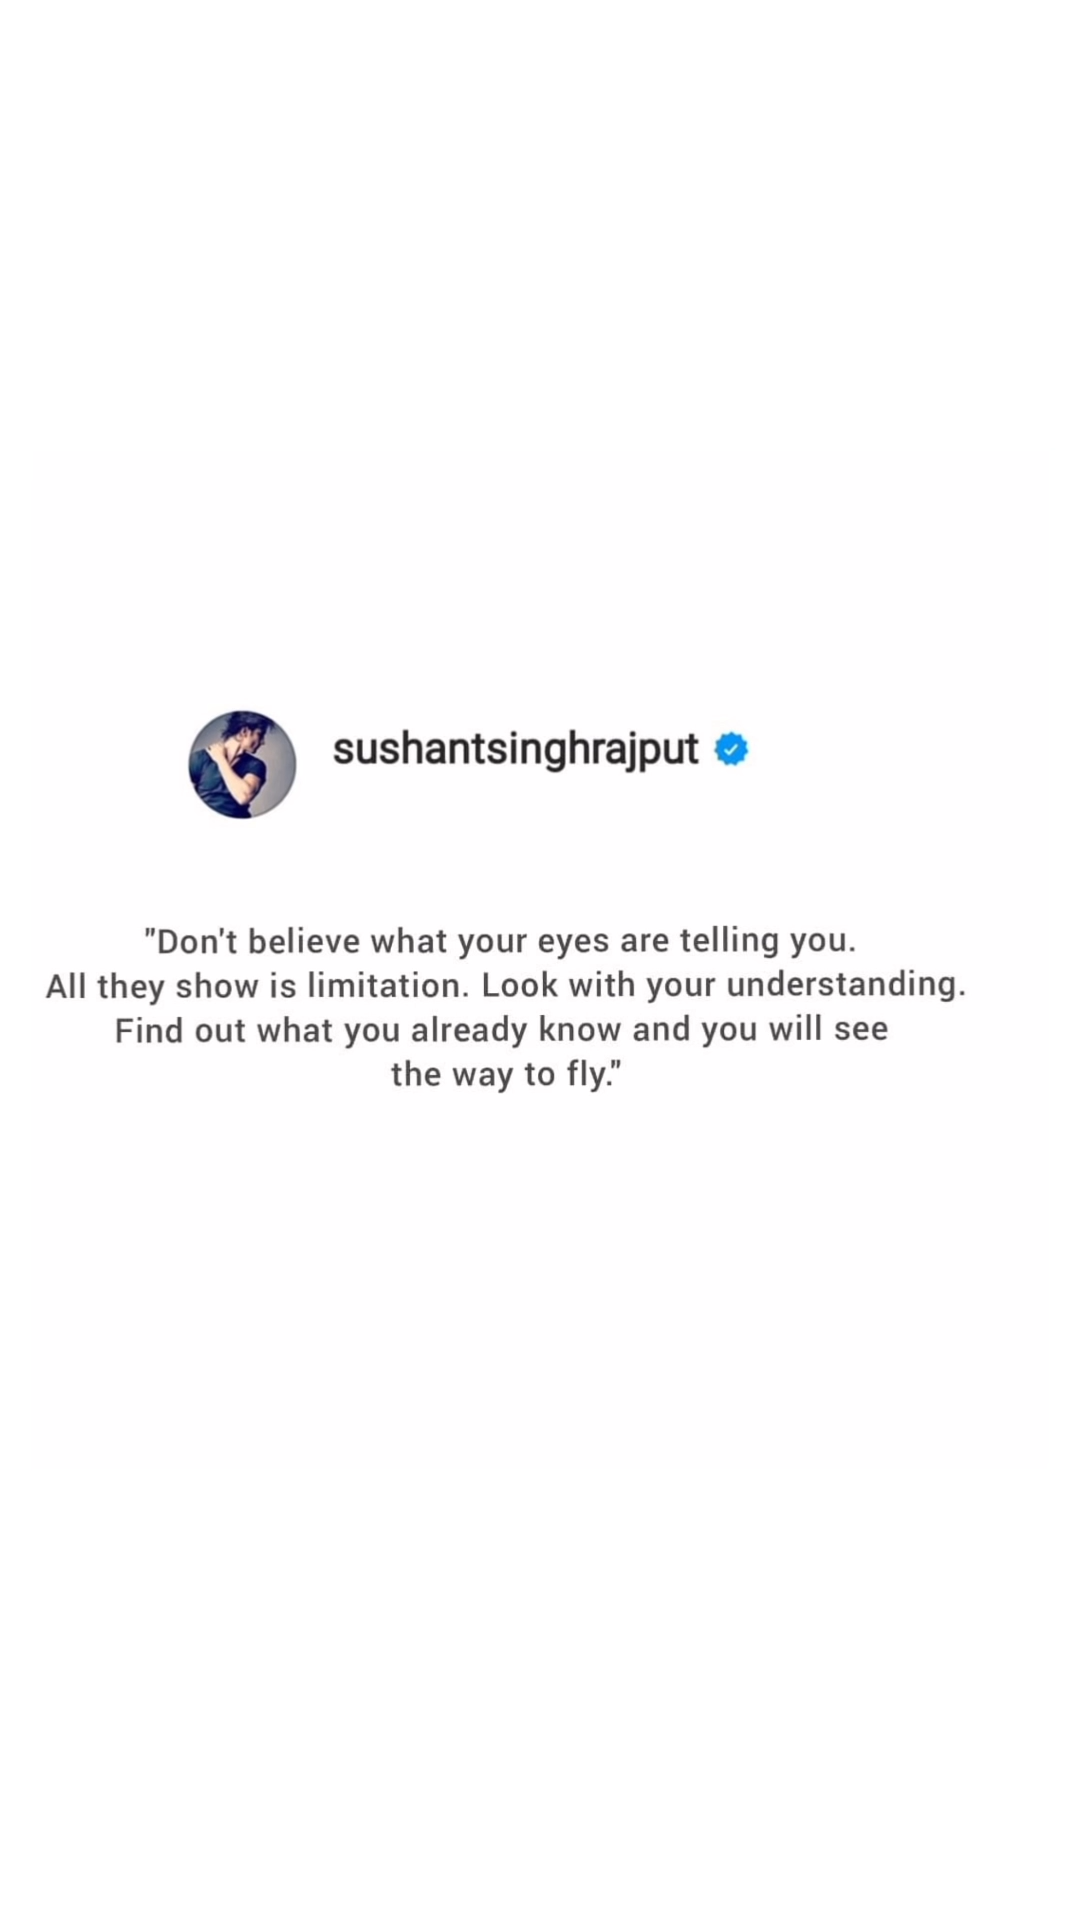 sushantsinghrajput
"Don't believe what your eyes are telling you.
All they show is limitation. Look with your understanding.
Find out what you already know and you will see
the way to fly."